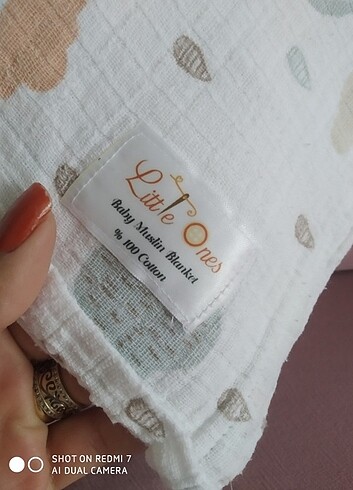 Little Ones
Baby Muslin Blanket
% 100 Cotton
SHOT ON REDMI 7
AI DUAL CAMERA